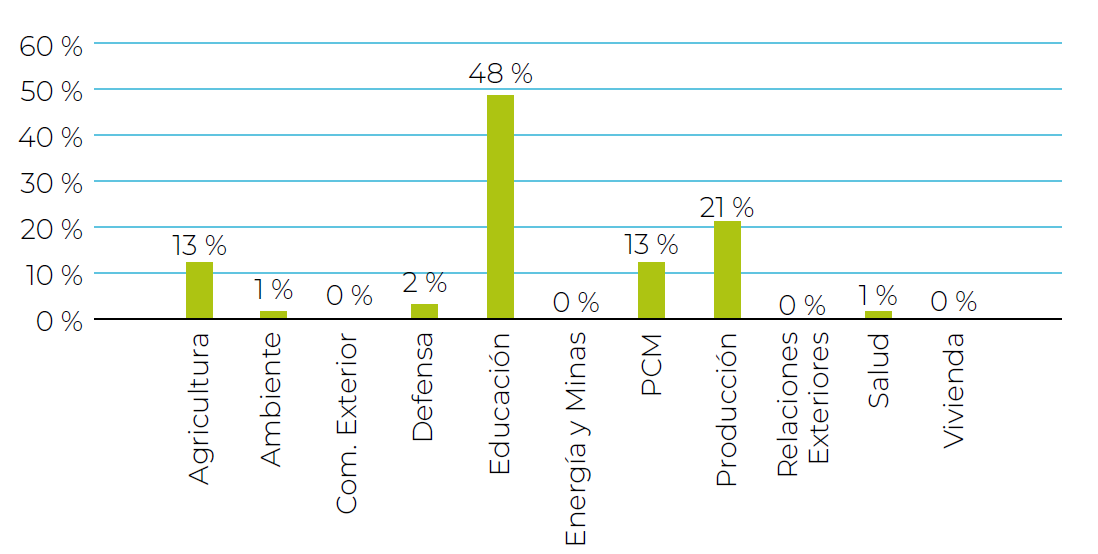 60 %
50 %
40 %
30 %
20 %
10 %
0 %
13 %
1 %
0 %
2 %
48 %
0 %
13 %
21 %
0 %
1 %
0 %
Agricultura
Ambiente
Com. Exterior
Defensa
Educación
Energía y Minas
PCM
Producción
Relaciones
Exteriores
Salud
Vivienda